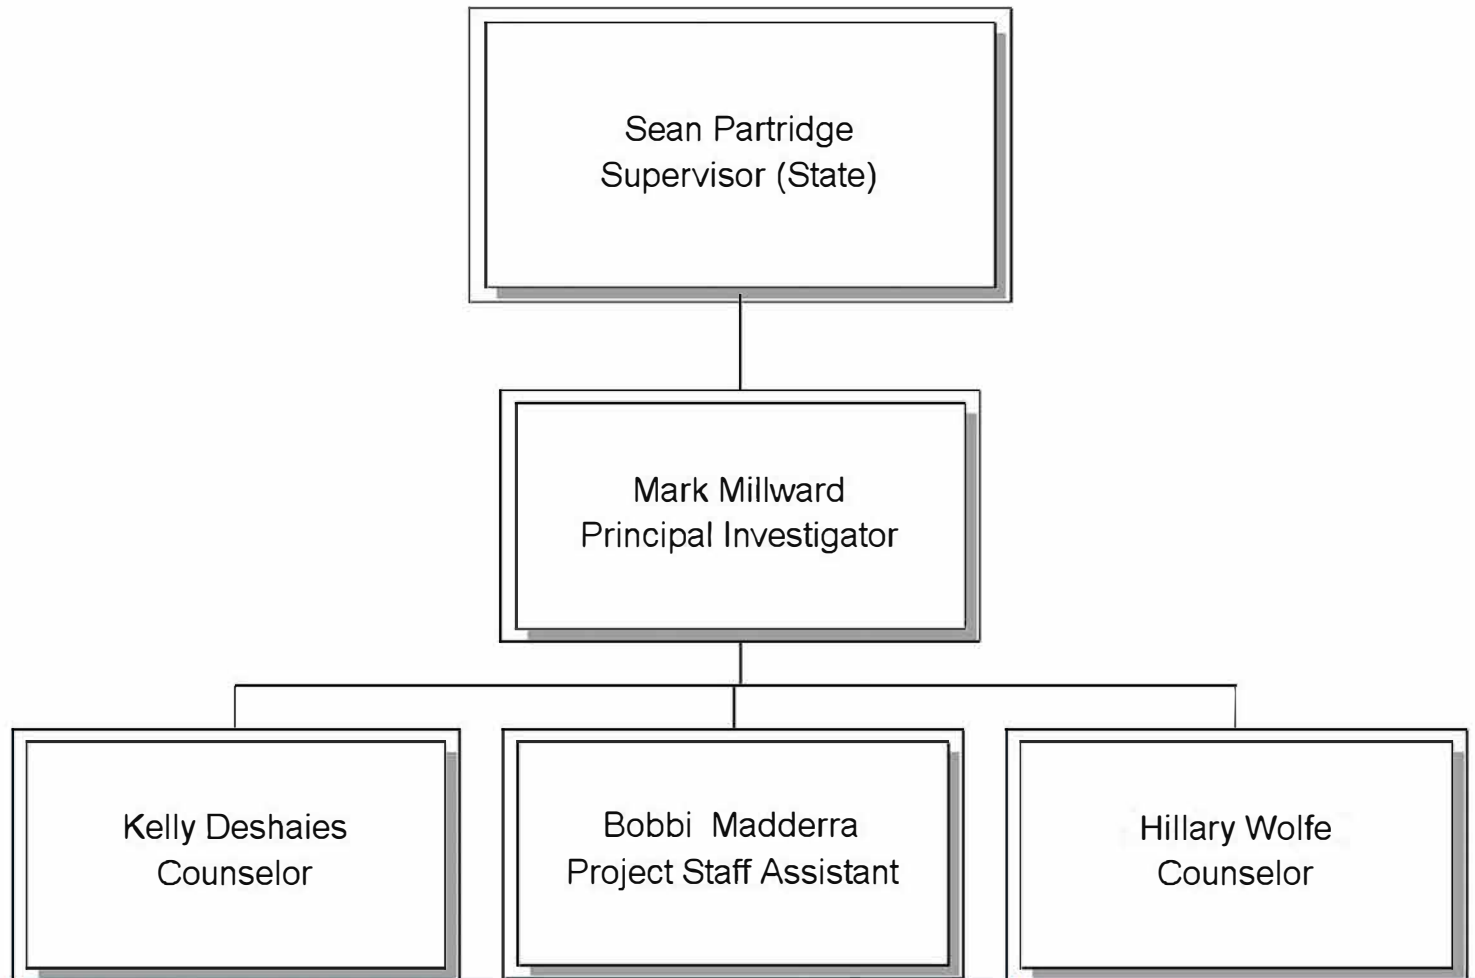 Sean Partridge
Supervisor (State)
Mark Millward
Principal Investigator
Kelly Deshaies
Counselor
Bobbi  Madderra
Project Staff Assistant
Hillary Wolfe
Counselor